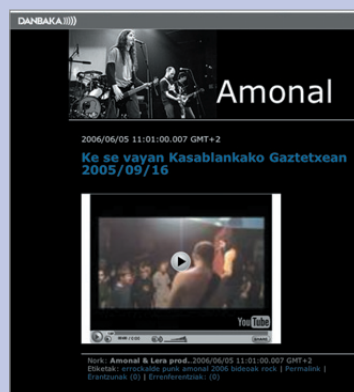 DANBAKA
Amonal
2006/06/05 11:01:00.007 GMT+2
Ke se vayan Kasablankako Gaztetxean
2005/09/16
YouTube
Nork: Amonal & Lera prod..2006/06/05 11:01:00.007 GMT+2
Etiketak: errockalde punk amonal 2006 bideoak rock | Permalink |
Erantzunak (0) | Erreferentziak: (0)